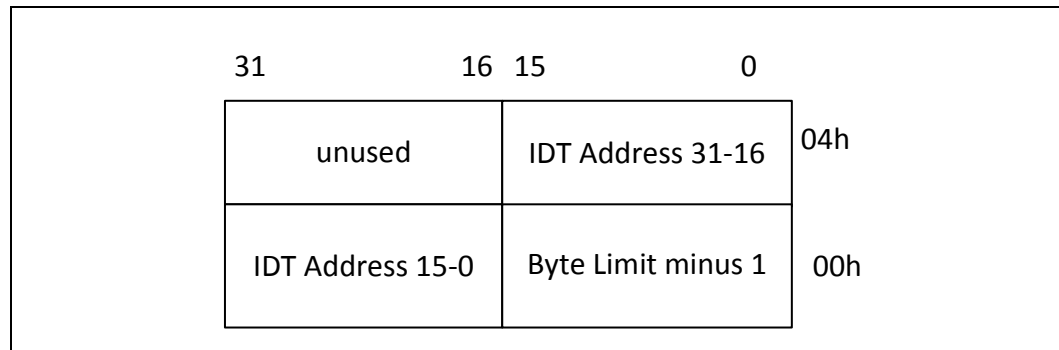 31 16 15 0
unused IDT Address 31-16 04h
IDT Address 15-0 Byte Limit minus 1 00h